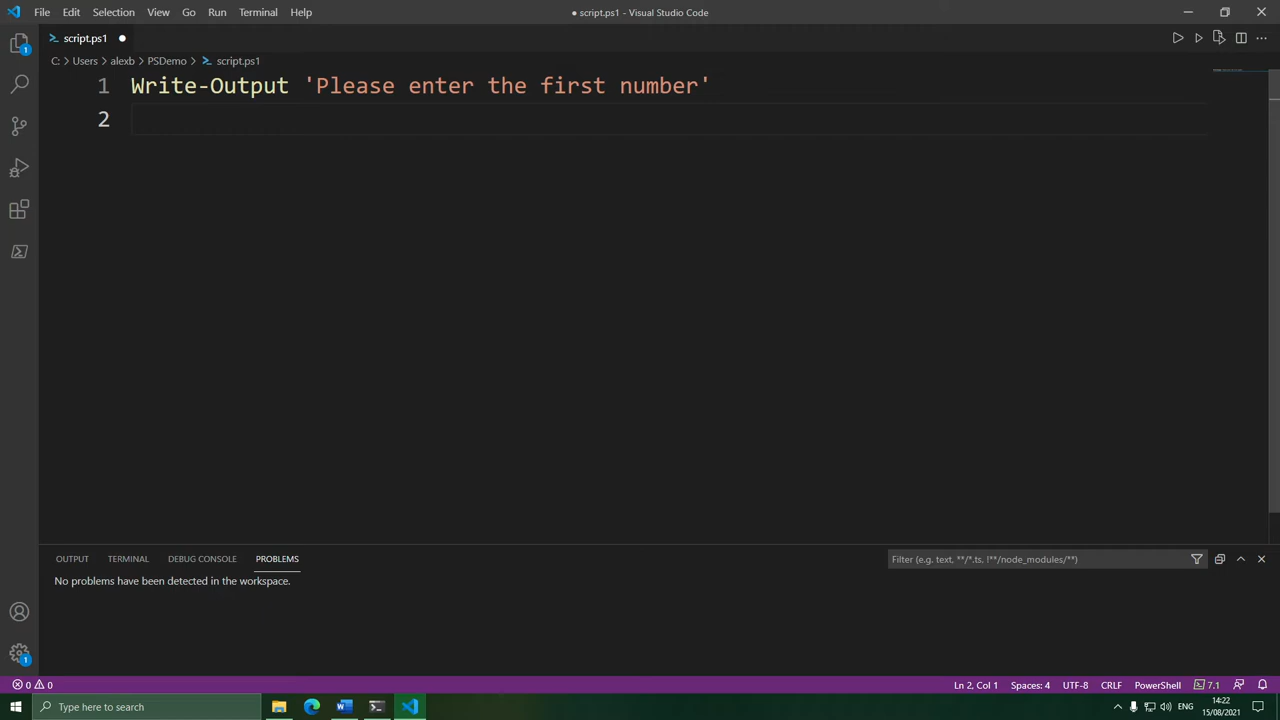 File Edit Selection View Go Run Terminal Help
● script.ps1 - Visual Studio Code
script.ps1 ●
C: > Users > alexb > PSDemo > script.ps1
1 Write-Output 'Please enter the first number'
2
OUTPUT TERMINAL DEBUG CONSOLE PROBLEMS
Filter (e.g. text, **/*.ts, !**/node_modules/**)
No problems have been detected in the workspace.
1
1
0 0
Ln 2, Col 1 Spaces: 4 UTF-8 CRLF PowerShell 7.1
Type here to search
ENG
14:22
15/08/2021